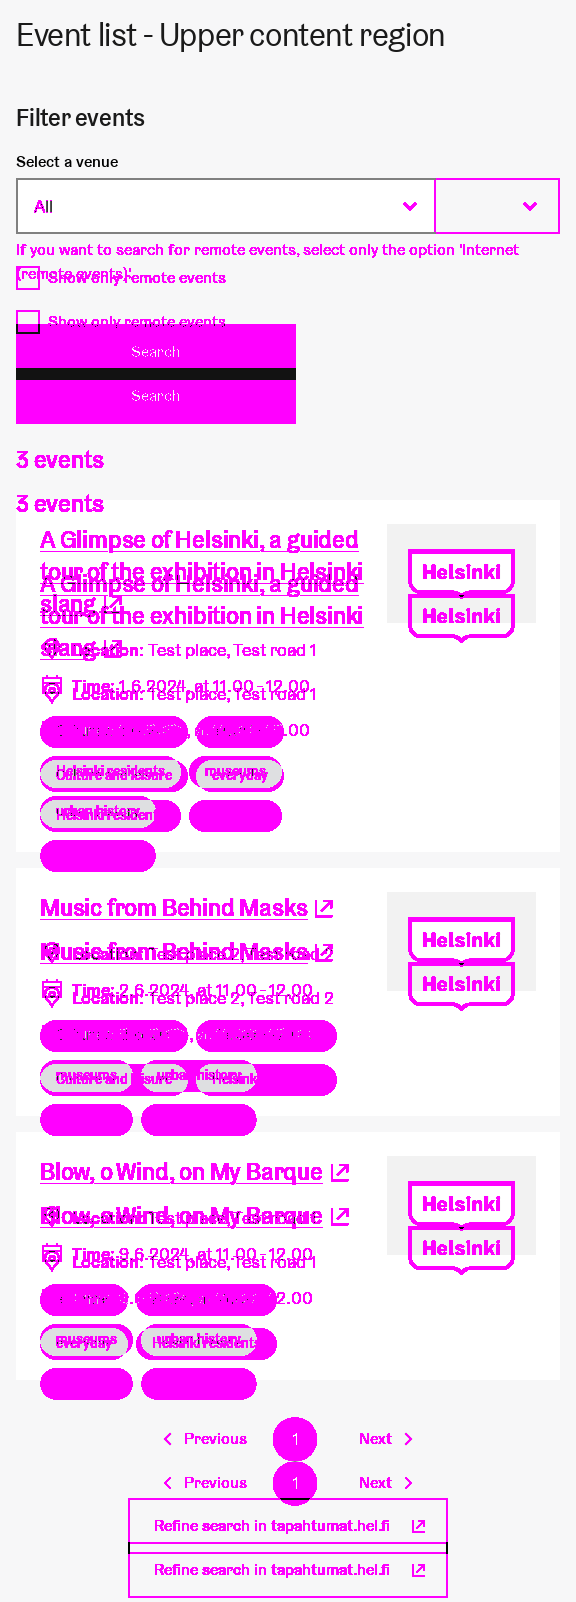 Event list - Upper content region
Filter events
Select a venue
All
If you want to search for remote events, select only the option 'Internet
(remote events)'.
Show only remote events
Show only remote events
Search
Search
3 events
3 events
A Glimpse of Helsinki, a guided
tour of the exhibition in Helsinki
A Glimpse of Helsinki, a guided
slang
tour of the exhibition in Helsinki
slang
Helsinki
Helsinki
Location: Test place, Test road 1
Time: 1.6.2024, at 11.00 - 12.00
Location: Test place, Test road 1
Culture and leisure
everyday
Helsinki residents
museums
urban history
Helsinki residents
Music from Behind Masks
Music from Behind Masks
Helsinki
Helsinki
Location: Test place 2, Test road 2
Time: 2.6.2024, at 11.00 - 12.00
Location: Test place 2, Test road 2
museums
urban history
Culture and leisure
Blow, o Wind, on My Barque
Blow, o Wind, on My Barque
Helsinki
Helsinki
Location: Test place, Test road 1
Time: 9.6.2024, at 11.00 - 12.00
Location: Test place, Test road 1
museums
urban history
everyday
Helsinki residents
Previous 1 Next
Previous 1 Next
Refine search in tapahtumat.hel.fi
Refine search in tapahtumat.hel.fi